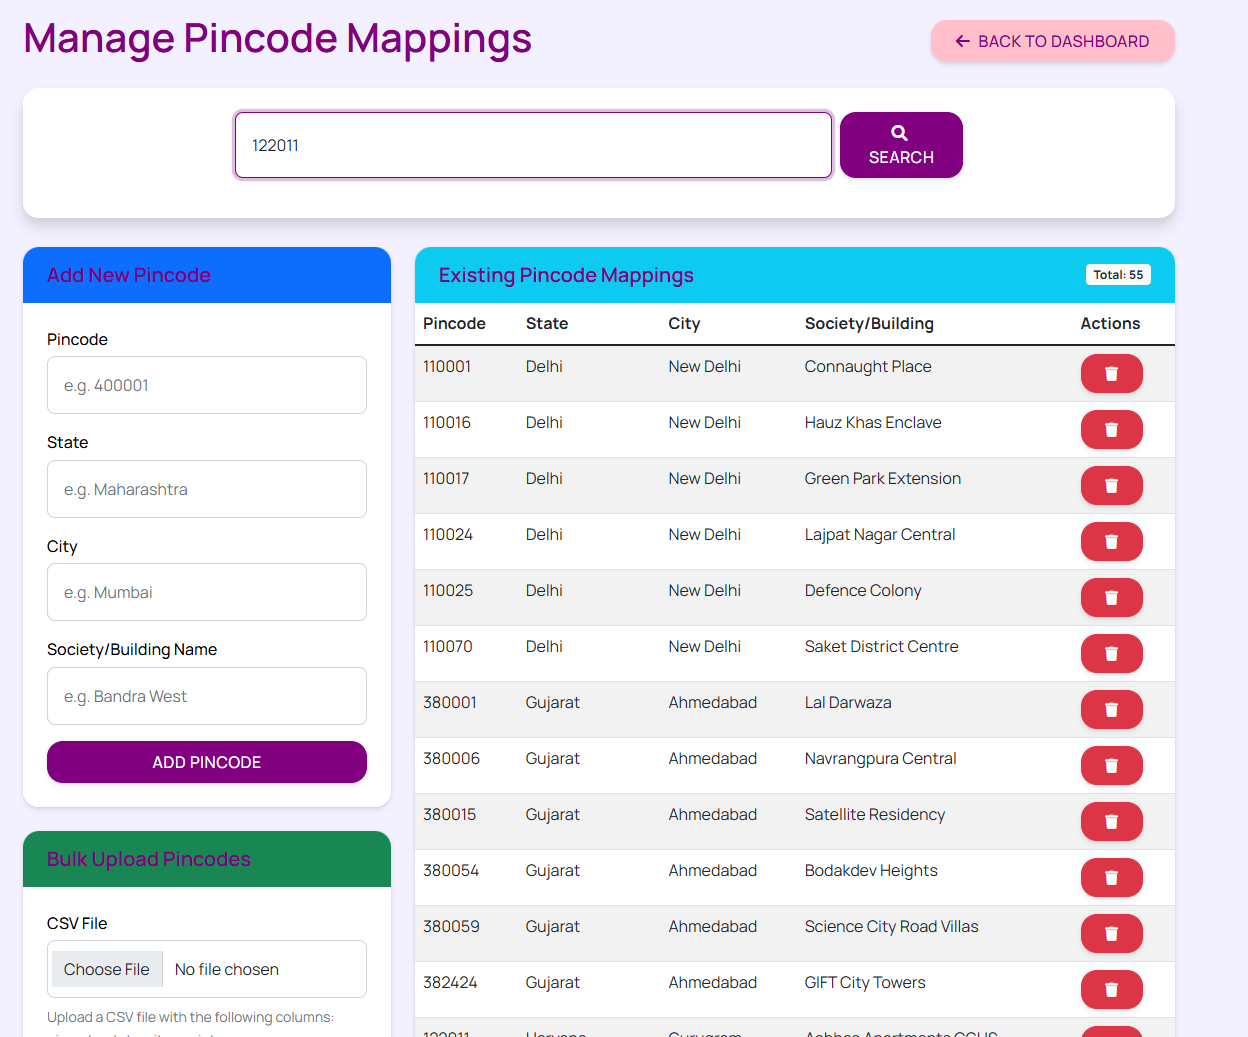 Manage Pincode Mappings
BACK TO DASHBOARD
122011
SEARCH
Add New Pincode
Pincode
e.g. 400001
State
e.g. Maharashtra
City
e.g. Mumbai
Society/Building Name
e.g. Bandra West
ADD PINCODE
Bulk Upload Pincodes
CSV File
Choose File No file chosen
Upload a CSV file with the following columns:
Existing Pincode Mappings Total: 55
Pincode State City Society/Building Actions
110001 Delhi New Delhi Connaught Place
110016 Delhi New Delhi Hauz Khas Enclave
110017 Delhi New Delhi Green Park Extension
110024 Delhi New Delhi Lajpat Nagar Central
110025 Delhi New Delhi Defence Colony
110070 Delhi New Delhi Saket District Centre
380001 Gujarat Ahmedabad Lal Darwaza
380006 Gujarat Ahmedabad Navrangpura Central
380015 Gujarat Ahmedabad Satellite Residency
380054 Gujarat Ahmedabad Bodakdev Heights
380059 Gujarat Ahmedabad Science City Road Villas
382424 Gujarat Ahmedabad GIFT City Towers
122011 Haryana Gurugram